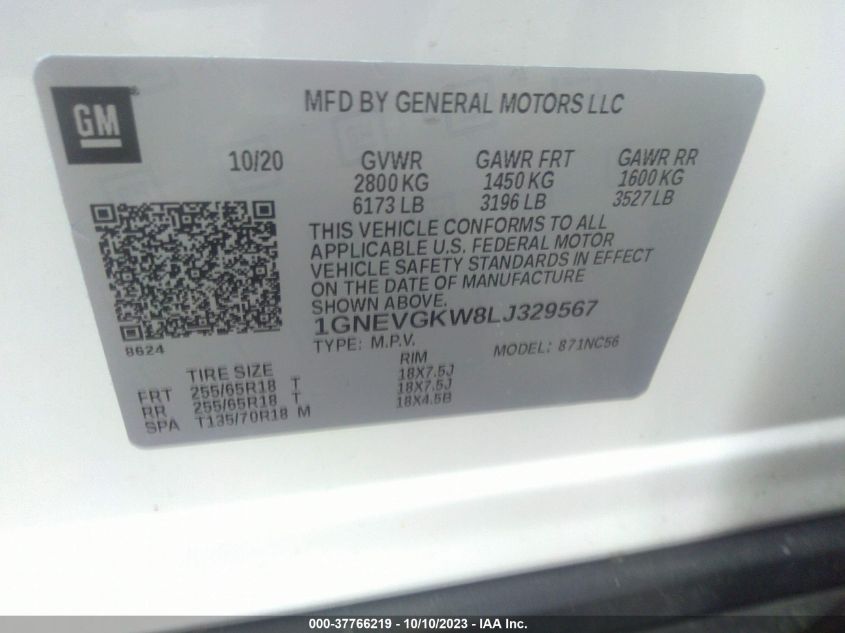 GM
MFD BY GENERAL MOTORS LLC
10/20 GVWR GAWR FRT GAWR RR
2800 KG 1450 KG 1600 KG
6173 LB 3196 LB 3527 LB
THIS VEHICLE CONFORMS TO ALL
APPLICABLE U.S. FEDERAL MOTOR
VEHICLE SAFETY STANDARDS IN EFFECT
ON THE DATE OF MANUFACTURE
SHOWN ABOVE.
1GNEVGKW8LJ329567
8624
TYPE: M.P.V. MODEL: 871NC56
TIRE SIZE RIM
FRT 255/65R18 T 18X7.5J
RR 255/65R18 T 18X7.5J
SPA T135/70R18 M 18X4.5B
000-37766219 - 10/10/2023 - IAA Inc.